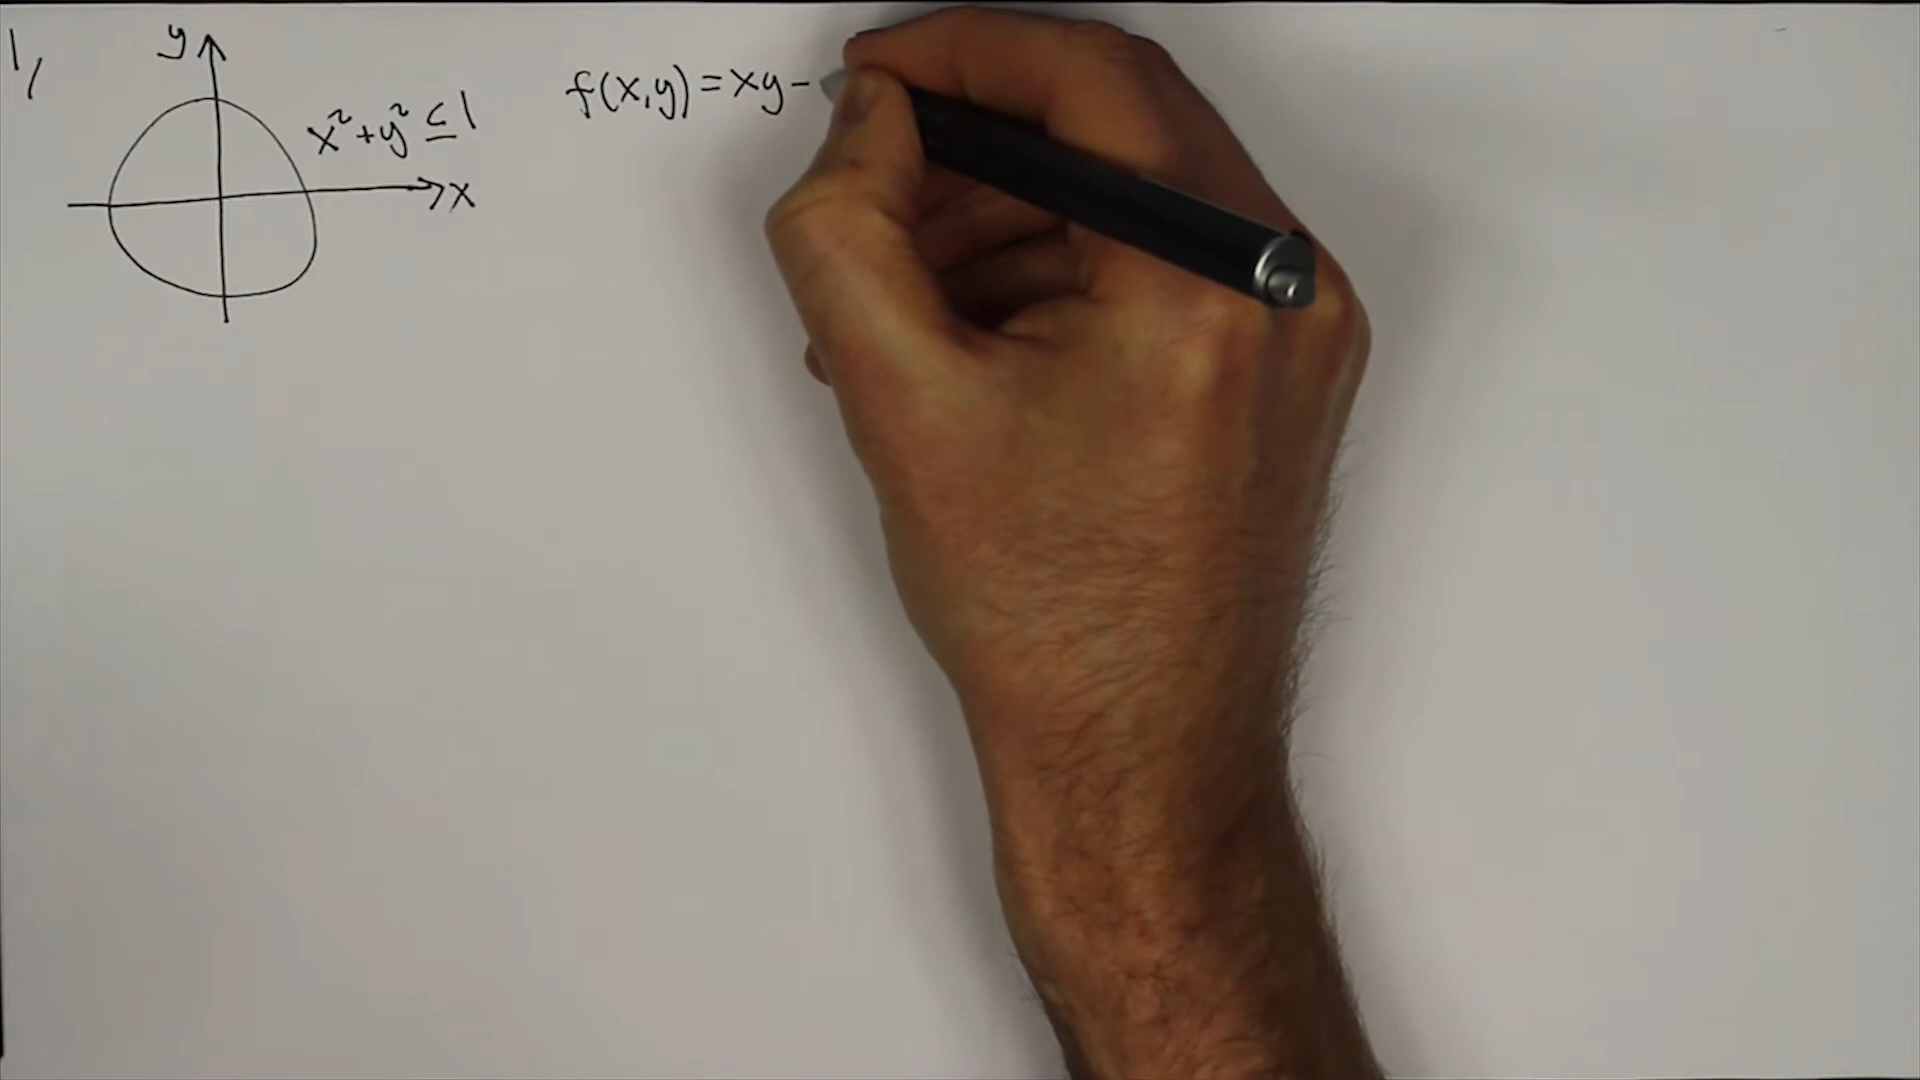 1/
y
f(x,y) = xy -
x² + y² ≤ 1
x